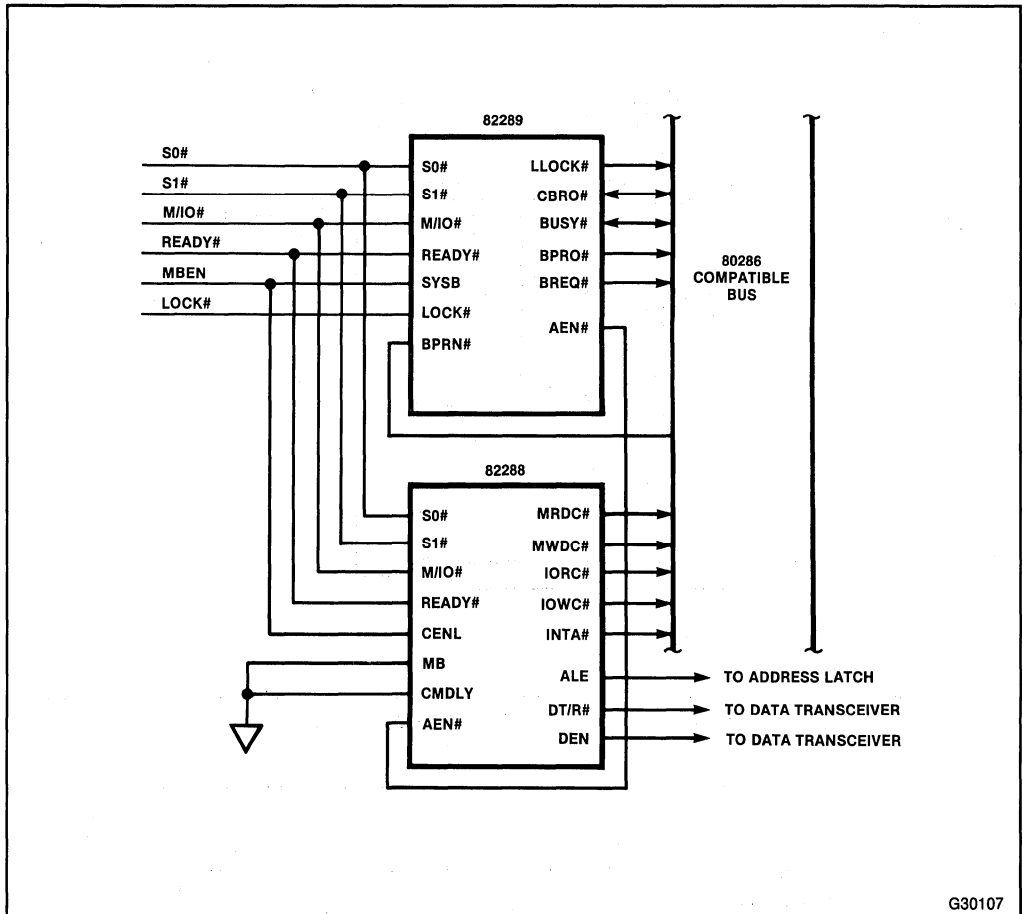 82289
S0#
S1#
M/IO#
READY#
MBEN
LOCK#
S0#
S1#
M/IO#
READY#
SYSB
LOCK#
BPRN#
LLOCK#
CBRO#
BUSY#
BPRO#
BREQ#
AEN#
80286
COMPATIBLE
BUS
82288
S0#
S1#
M/IO#
READY#
CENL
MB
CMDLY
AEN#
MRDC#
MWDC#
IORC#
IOWC#
INTA#
ALE
DT/R#
DEN
TO ADDRESS LATCH
TO DATA TRANSCEIVER
TO DATA TRANSCEIVER
G30107